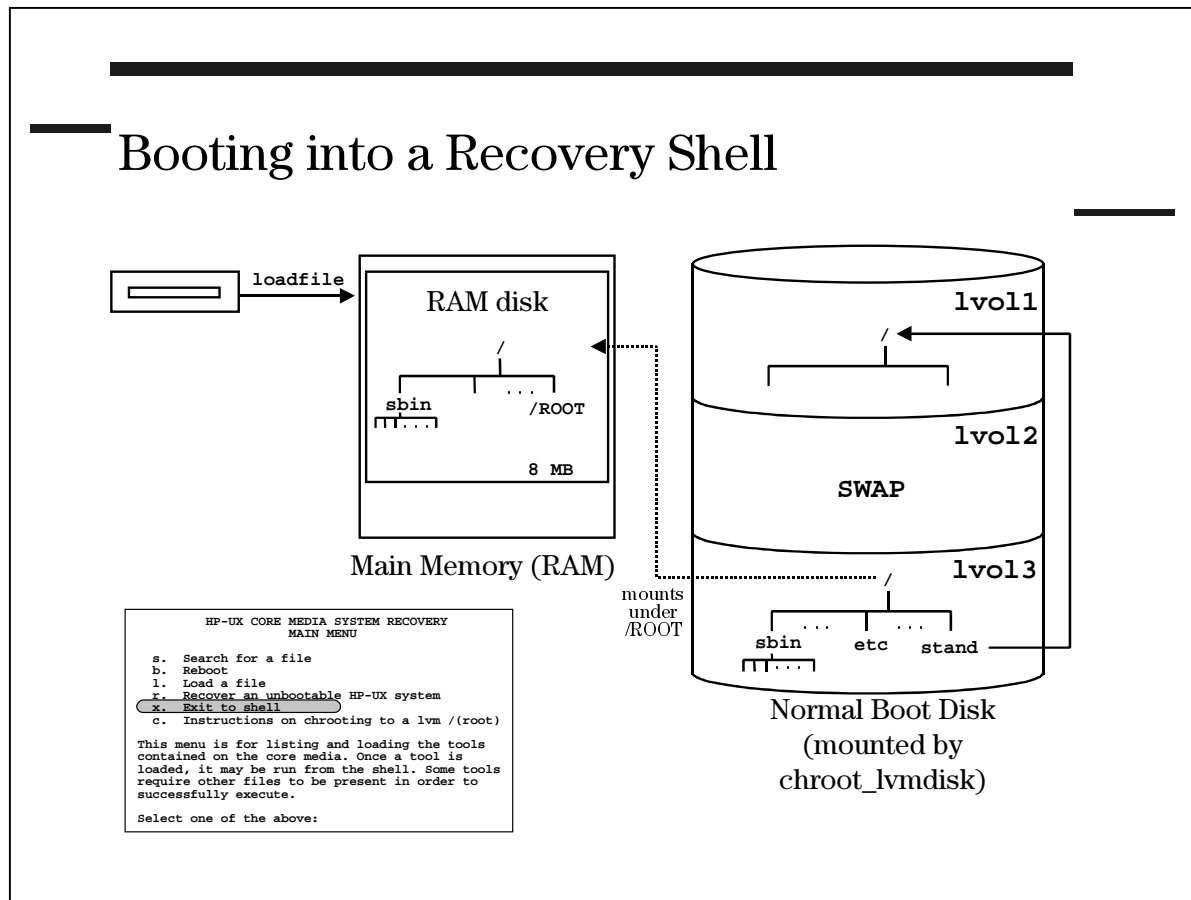 Booting into a Recovery Shell
loadfile
RAM disk
/
sbin
. . .
/ROOT
. . . .
8 MB
Main Memory (RAM)
lvol1
/
lvol2
SWAP
lvol3
/
mounts
under
/ROOT
. . . . . .
sbin etc stand
. . . .
Normal Boot Disk
(mounted by
chroot_lvmdisk)
HP-UX CORE MEDIA SYSTEM RECOVERY
MAIN MENU
s. Search for a file
b. Reboot
l. Load a file
r. Recover an unbootable HP-UX system
x. Exit to shell
c. Instructions on chrooting to a lvm /(root)
This menu is for listing and loading the tools
contained on the core media. Once a tool is
loaded, it may be run from the shell. Some tools
require other files to be present in order to
successfully execute.
Select one of the above: